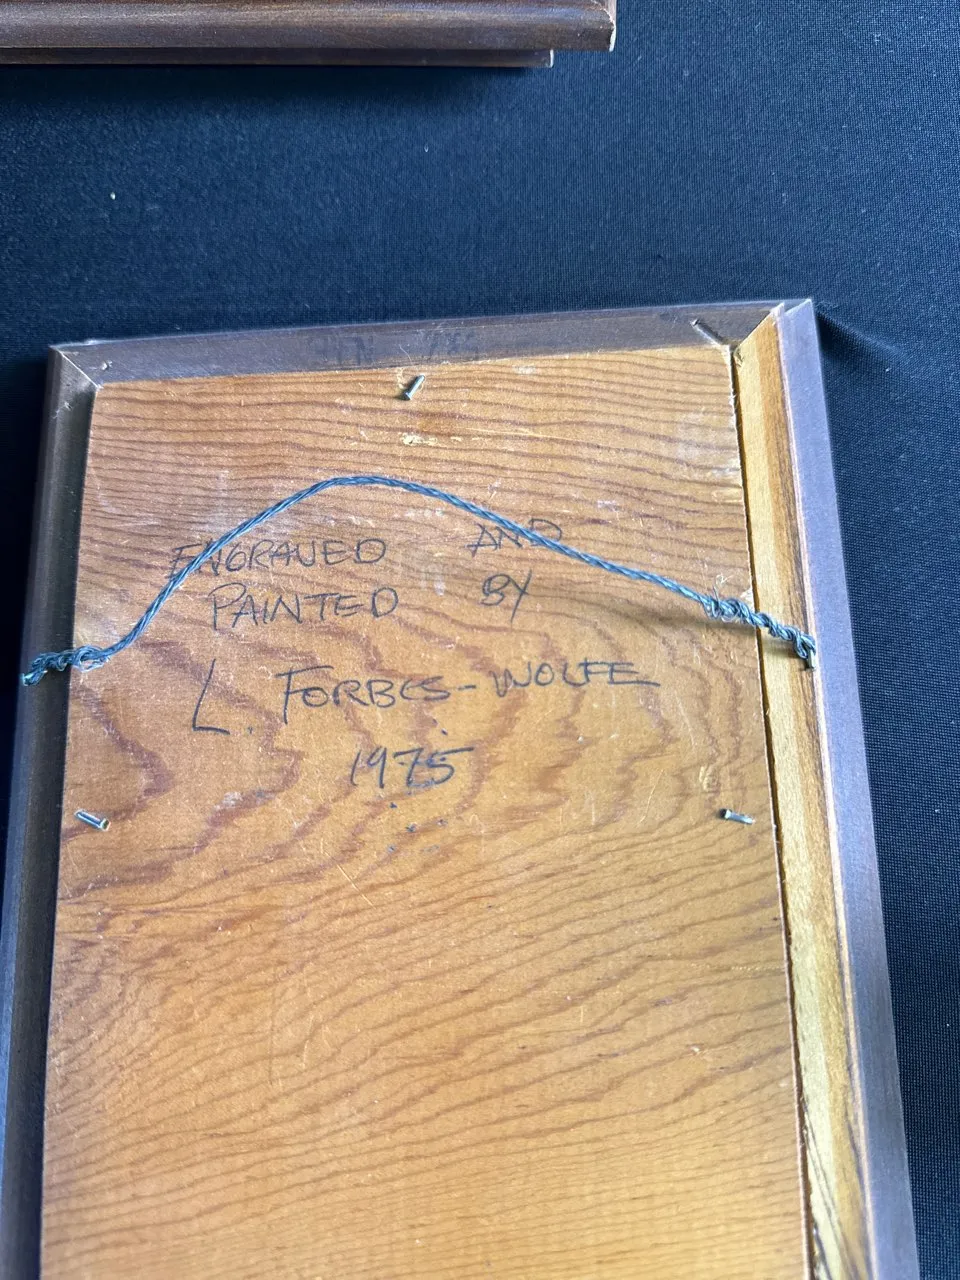 ENGRAVED AND
PAINTED BY
L. FORBES-WOLFE
1975